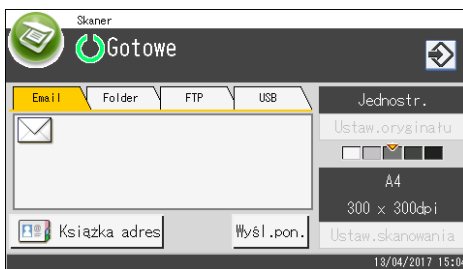 Skaner
Gotowe
Email Folder FTP USB
Jednostr.
Ustaw.oryginału
A4
300 x 300dpi
Książka adres Wyśl.pon. Ustaw.skanowania
13/04/2017 15:04